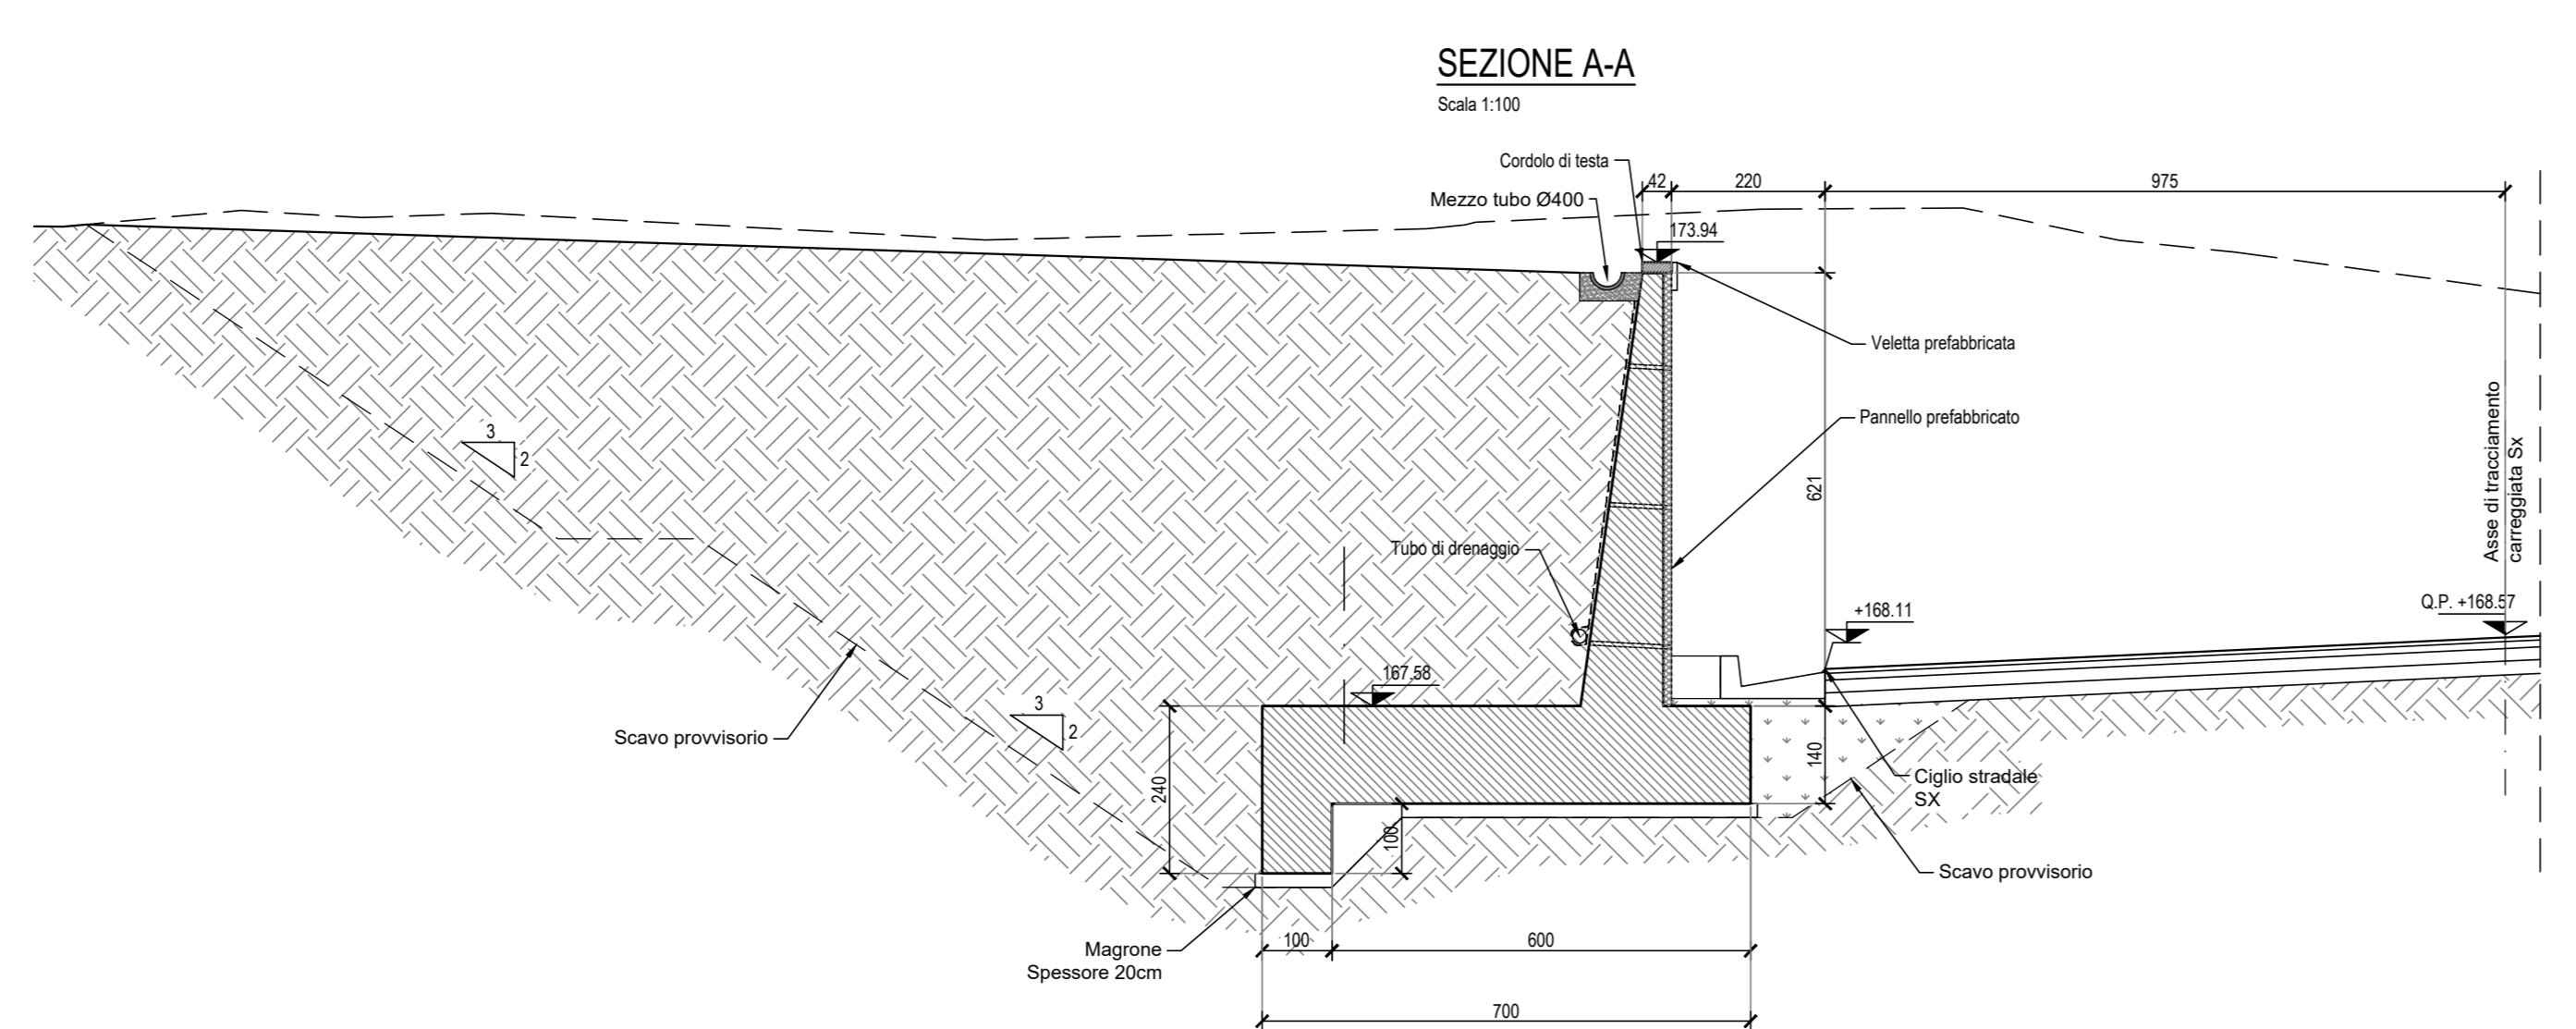 SEZIONE A-A
Scala 1:100
Cordolo di testa
42
220
975
Mezzo tubo Ø400
173.94
Veletta prefabbricata
Pannello prefabbricato
3
2
621
Asse di tracciamento
carreggiata Sx
Tubo di drenaggio
Q.P. +168.57
+168.11
167.58
3
2
Scavo provvisorio
240
140
100
Ciglio stradale
SX
Scavo provvisorio
100
600
Magrone
Spessore 20cm
700